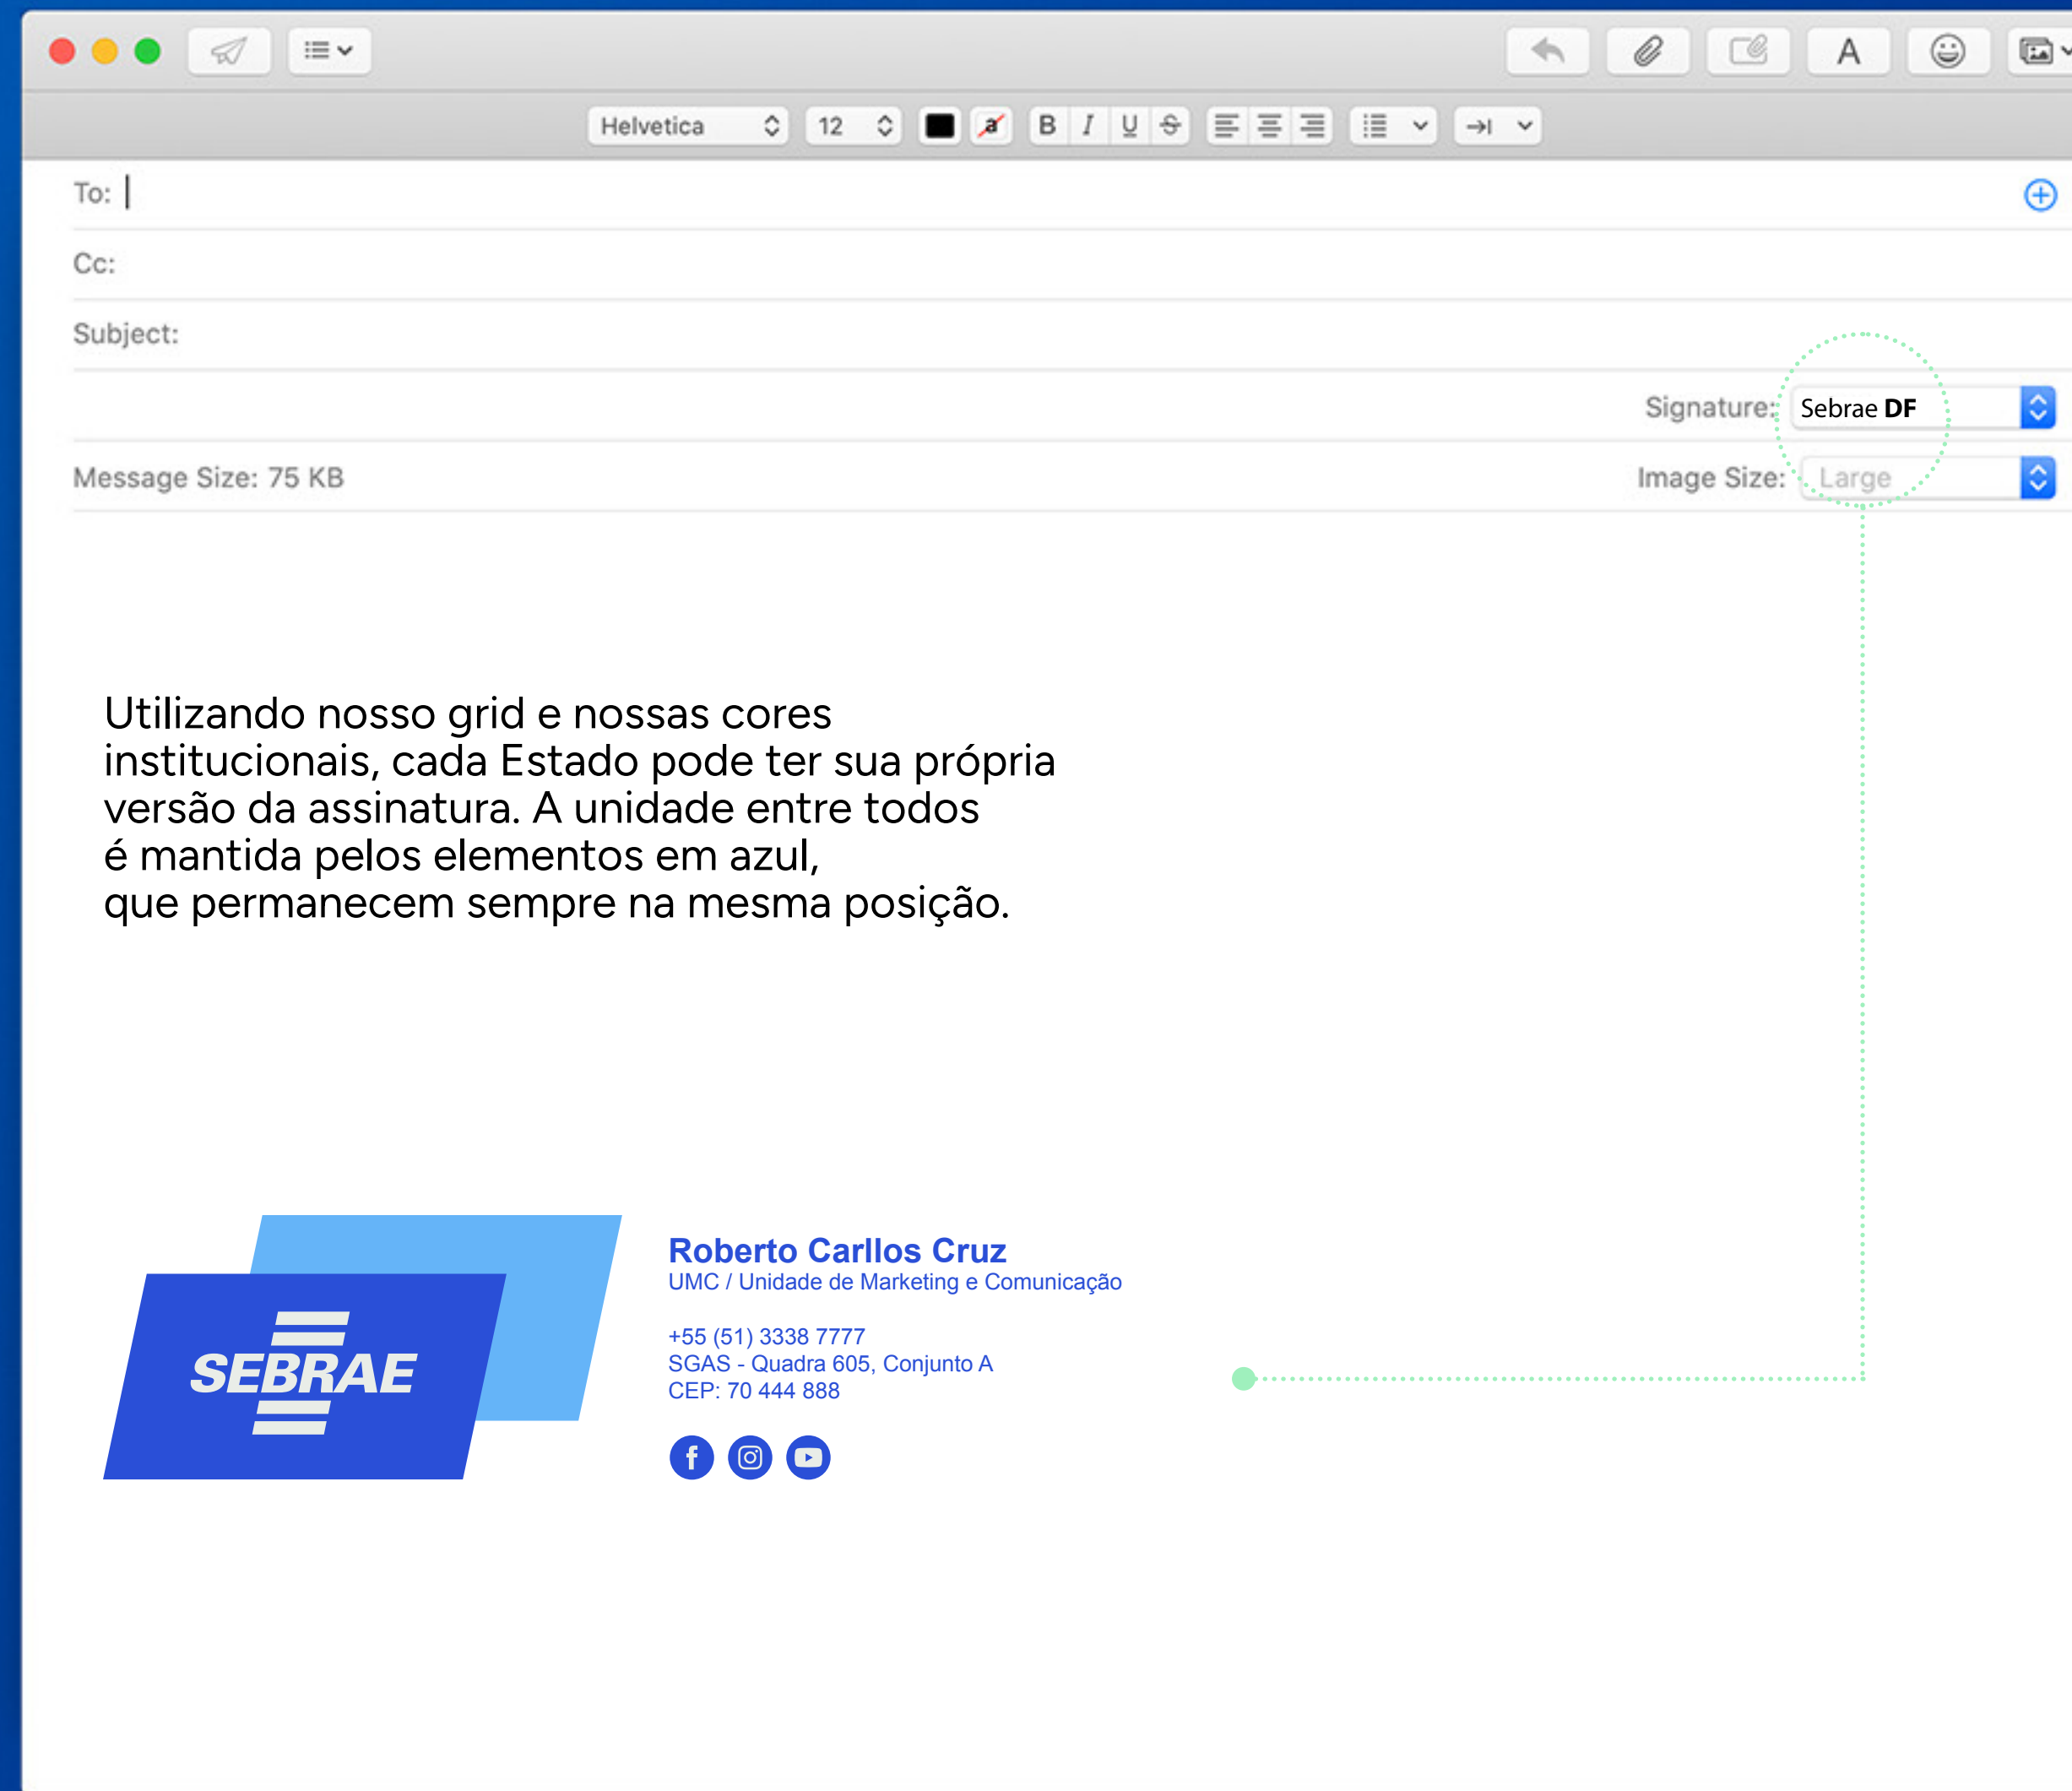 A
Helvetica 12 a B I U S
To:
Cc:
Subject:
Signature: Sebrae DF
Message Size: 75 KB Image Size: Large
Utilizando nosso grid e nossas cores
institucionais, cada Estado pode ter sua própria
versão da assinatura. A unidade entre todos
é mantida pelos elementos em azul,
que permanecem sempre na mesma posição.
SEBRAE
Roberto Carllos Cruz
UMC / Unidade de Marketing e Comunicação
+55 (51) 3338 7777
SGAS - Quadra 605, Conjunto A
CEP: 70 444 888